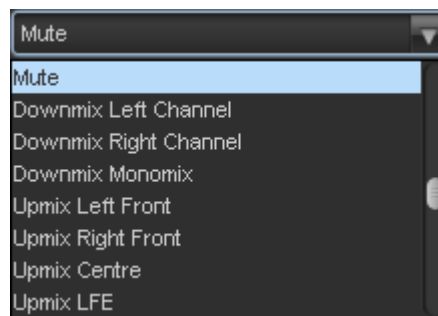 Mute
Mute
Downmix Left Channel
Downmix Right Channel
Downmix Monomix
Upmix Left Front
Upmix Right Front
Upmix Centre
Upmix LFE